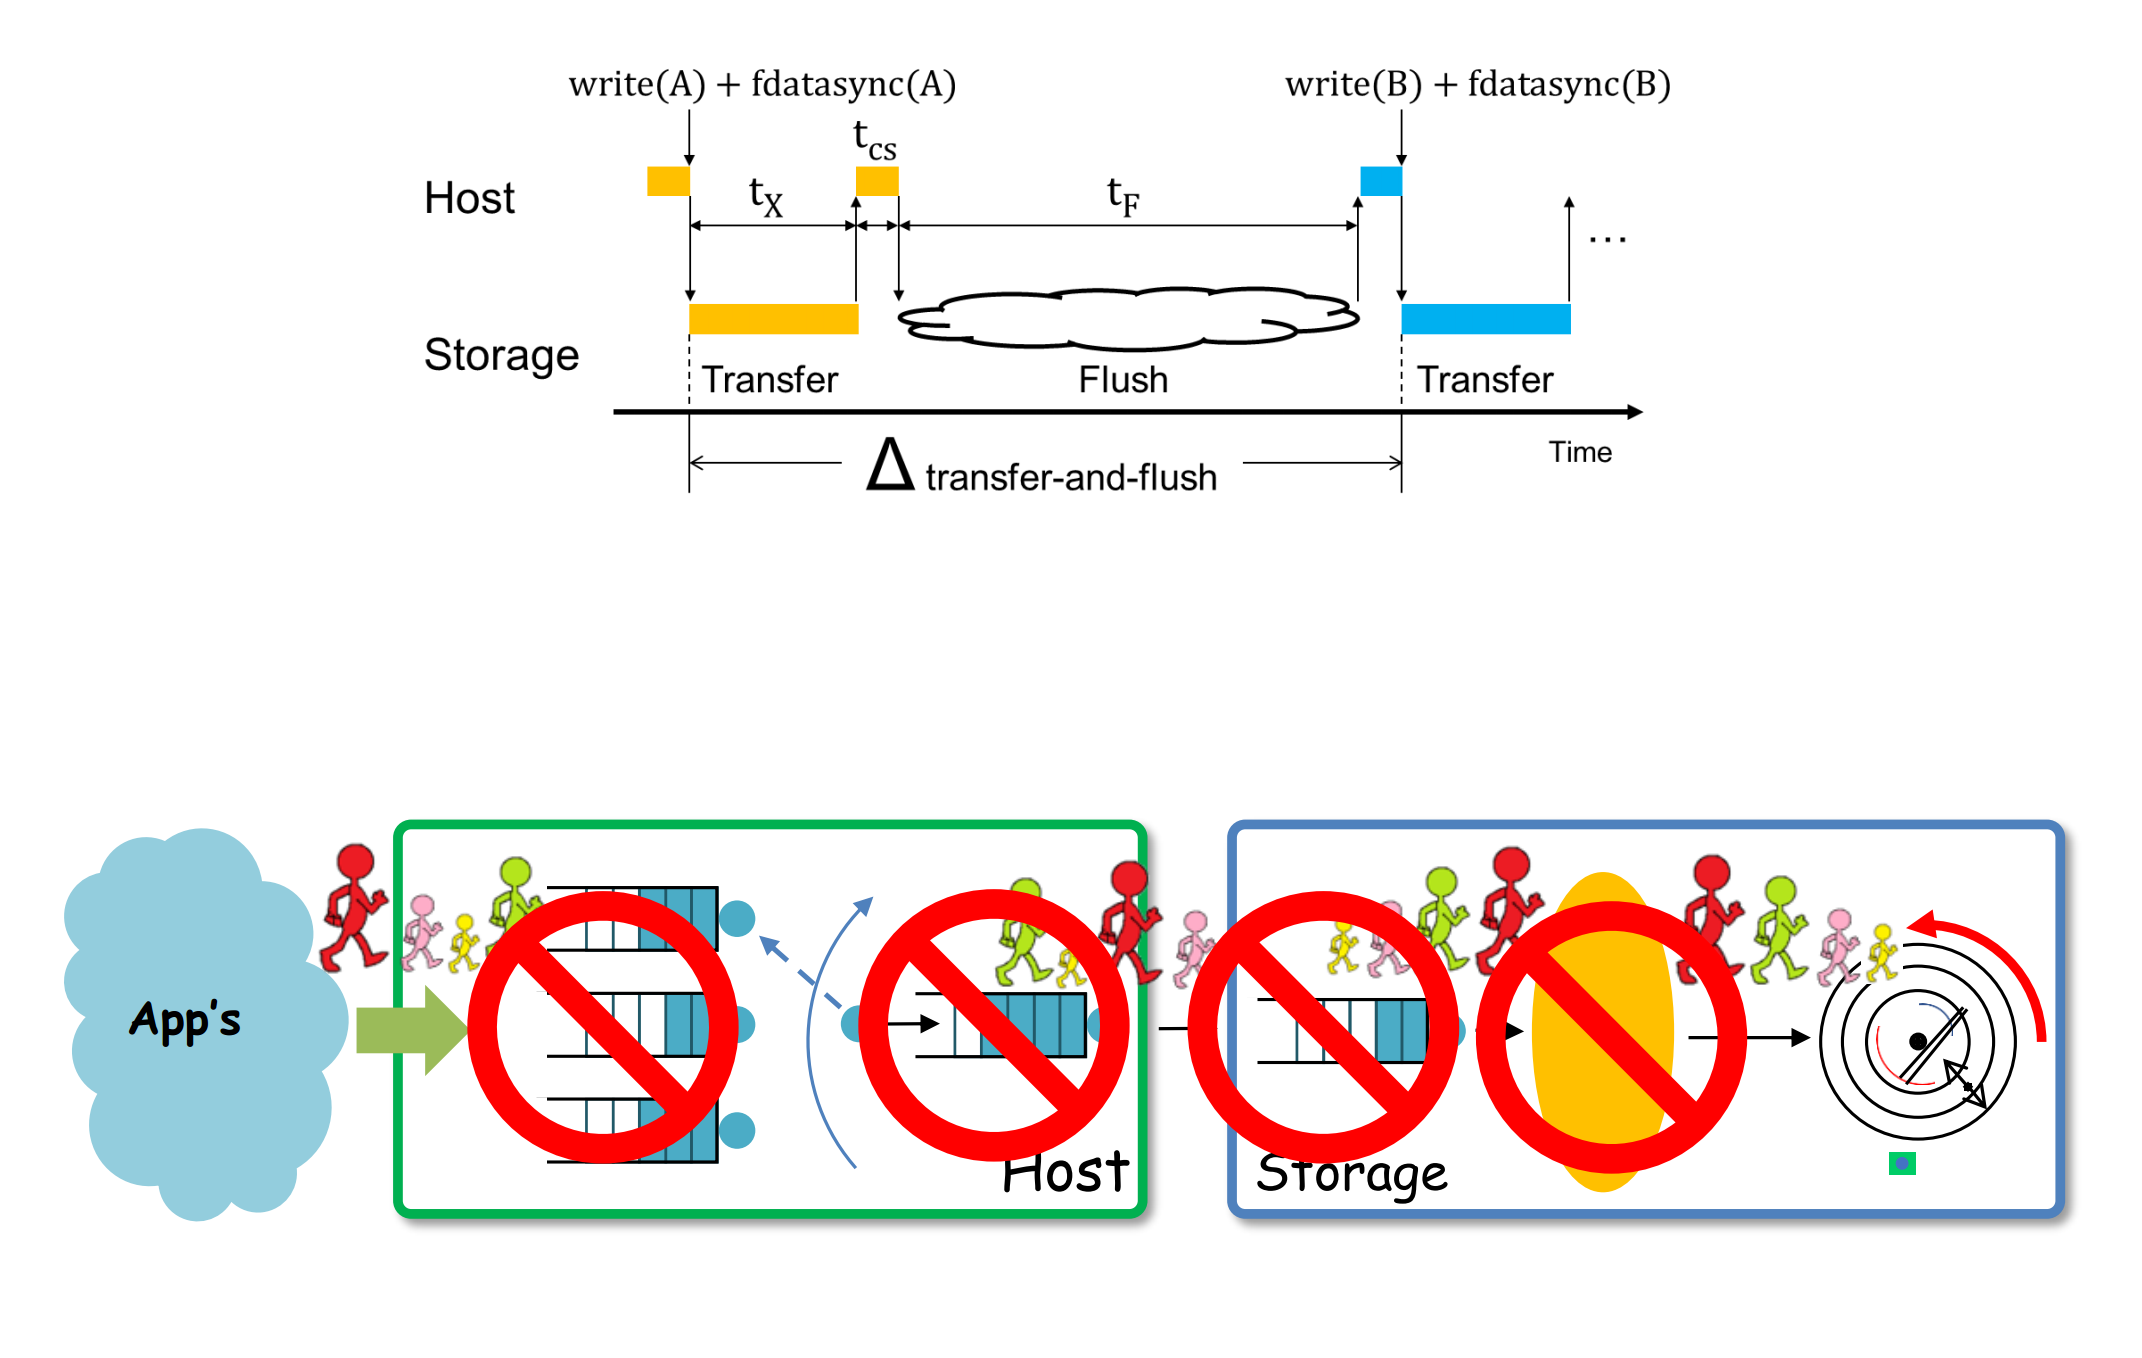 write(A) + fdatasync(A)
write(B) + fdatasync(B)
tcs
Host
tX
tF
...
Storage
Transfer
Flush
Transfer
Time
Δ transfer-and-flush
App's
Host
Storage